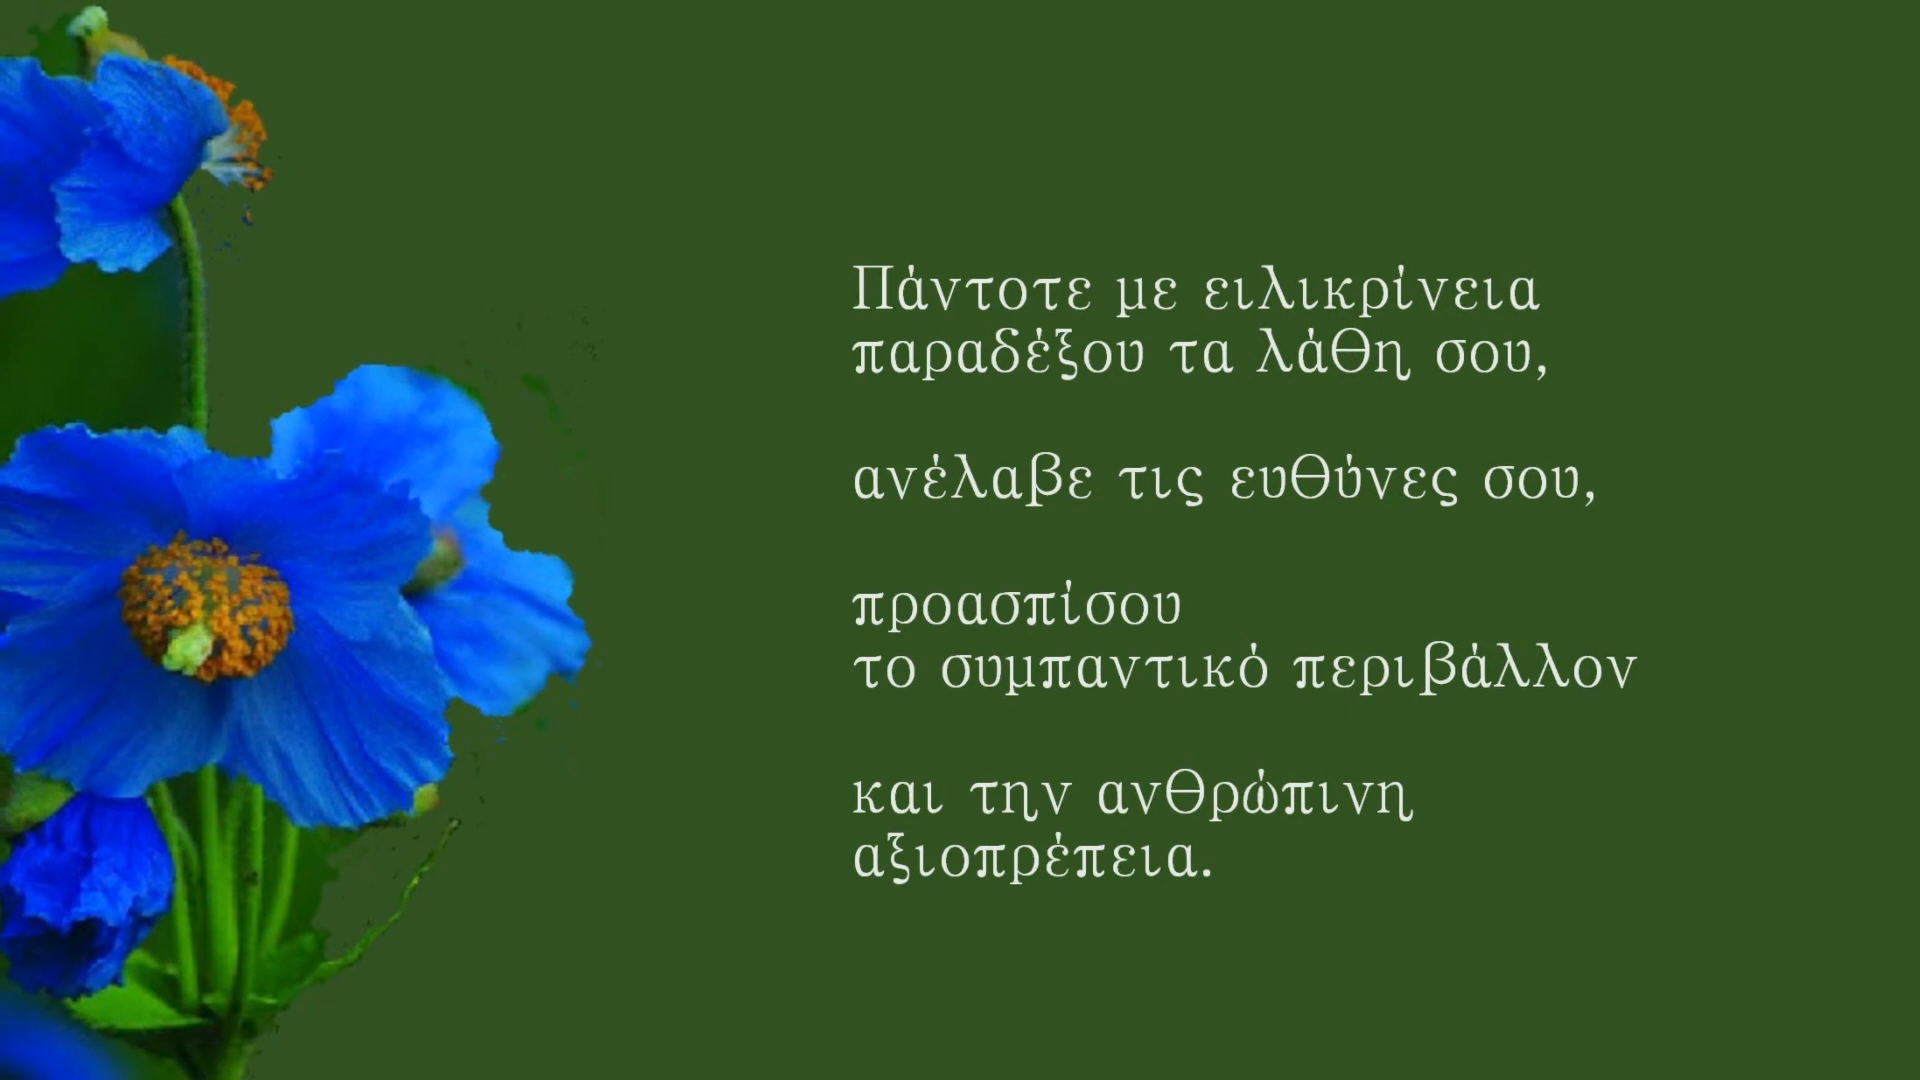 Πάντοτε με ειλικρίνεια
παραδέξου τα λάθη σου,
ανέλαβε τις ευθύνες σου,
προασπίσου
το συμπαντικό περιβάλλον
και την ανθρώπινη
αξιοπρέπεια.